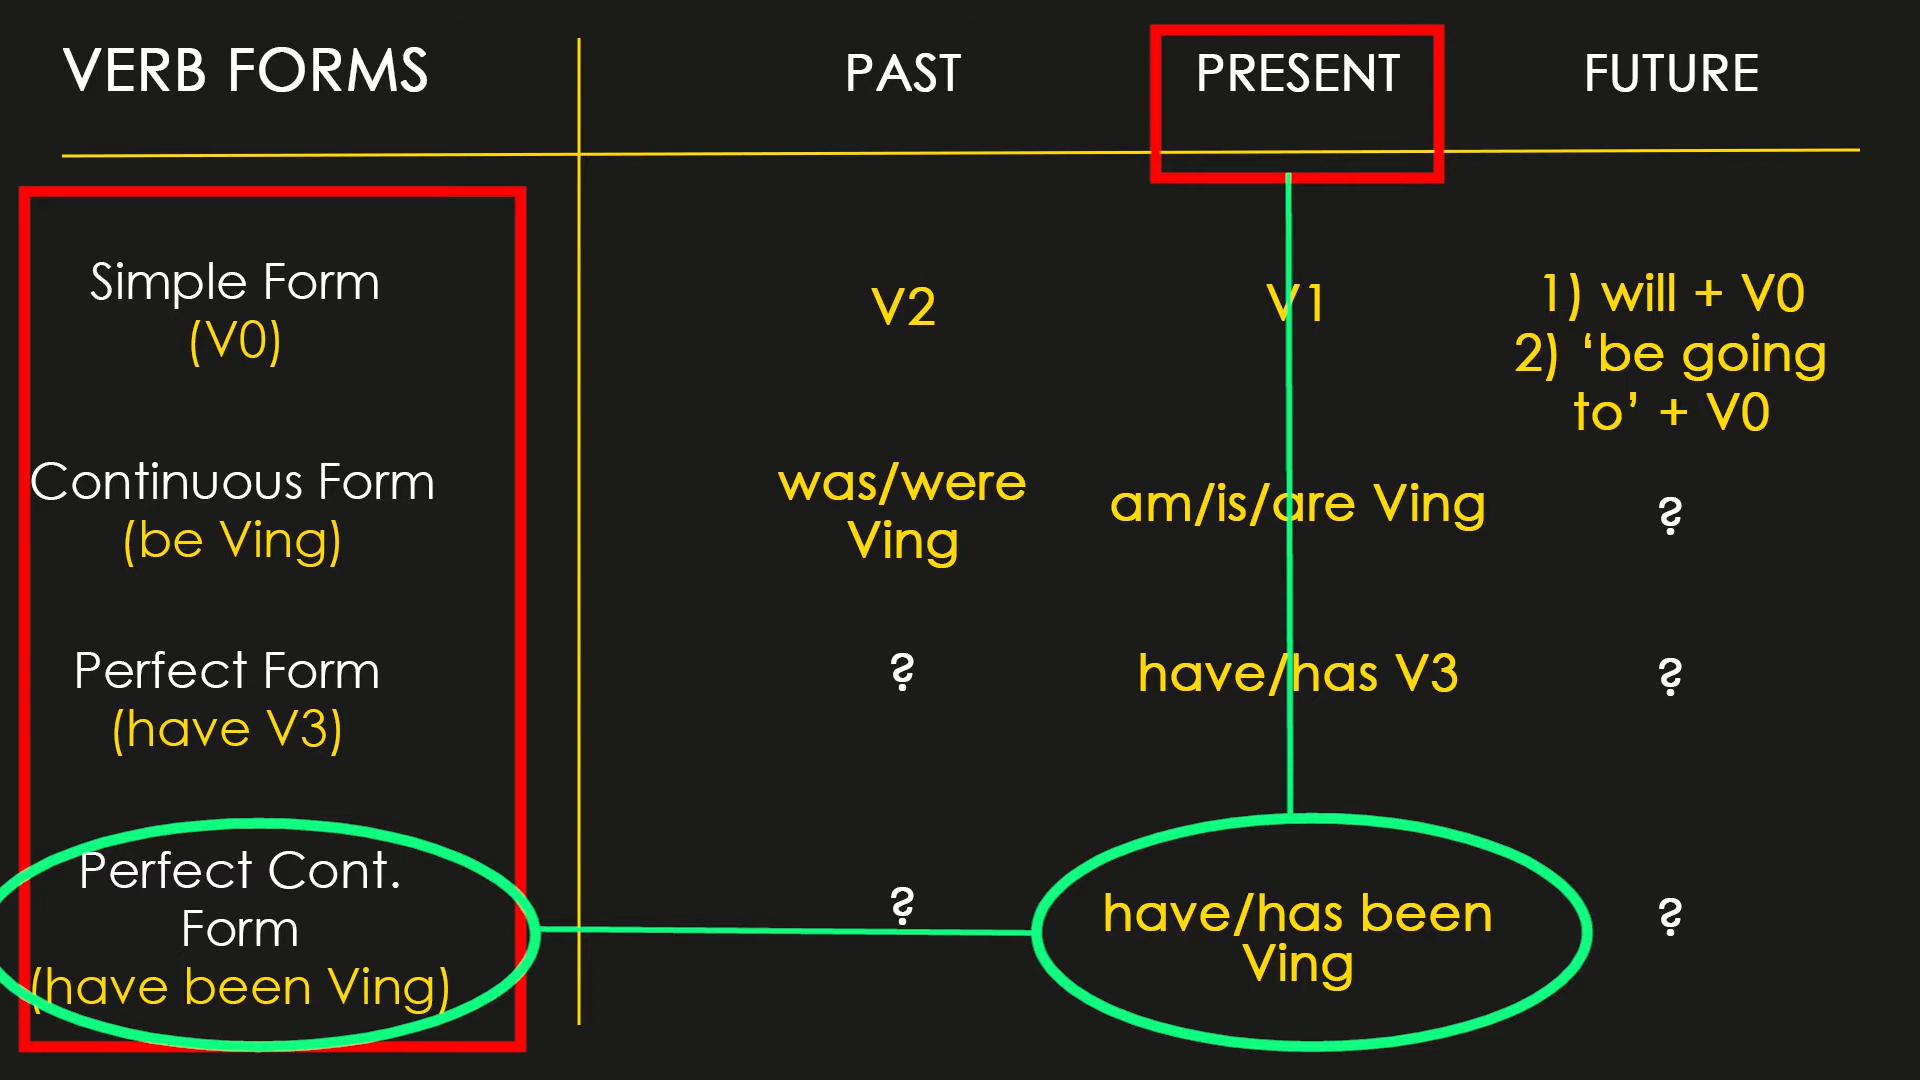 VERB FORMS PAST PRESENT FUTURE
Simple Form
(V0)
V2
V1
1) will + V0
2) ‘be going
to’ + V0
Continuous Form
(be Ving)
was/were
Ving
am/is/are Ving
?
Perfect Form
(have V3)
?
have/has V3
?
Perfect Cont.
Form
(have been Ving)
?
have/has been
Ving
?